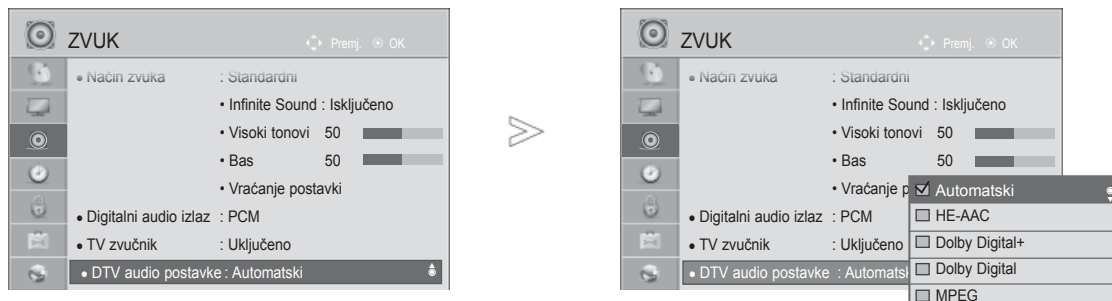 ZVUK
Premj. OK
• Način zvuka : Standardni
• Infinite Sound : Isključeno
• Visoki tonovi 50
• Bas 50
• Vraćanje postavki
• Digitalni audio izlaz : PCM
• TV zvučnik : Uključeno
• DTV audio postavke : Automatski
ZVUK
Premj. OK
• Način zvuka : Standardni
• Infinite Sound : Isključeno
• Visoki tonovi 50
• Bas 50
• Vraćanje p
• Digitalni audio izlaz : PCM
• TV zvučnik : Uključeno
• DTV audio postavke : Automatsk
Automatski
HE-AAC
Dolby Digital+
Dolby Digital
MPEG